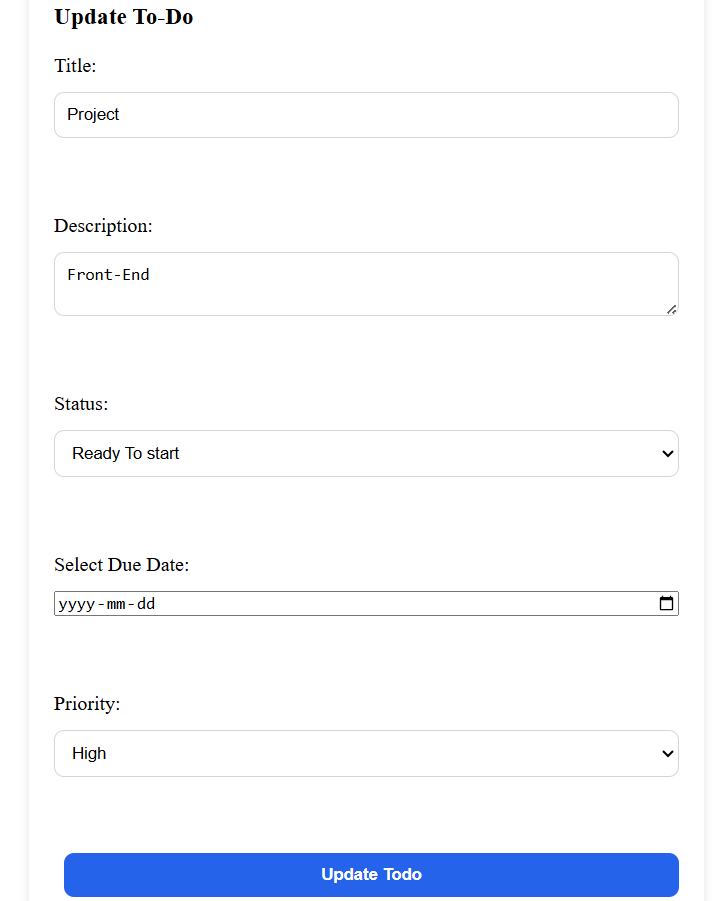 Update To-Do
Title:
Project
Description:
Front-End
Status:
Ready To start
Select Due Date:
yyyy-mm-dd
Priority:
High
Update Todo